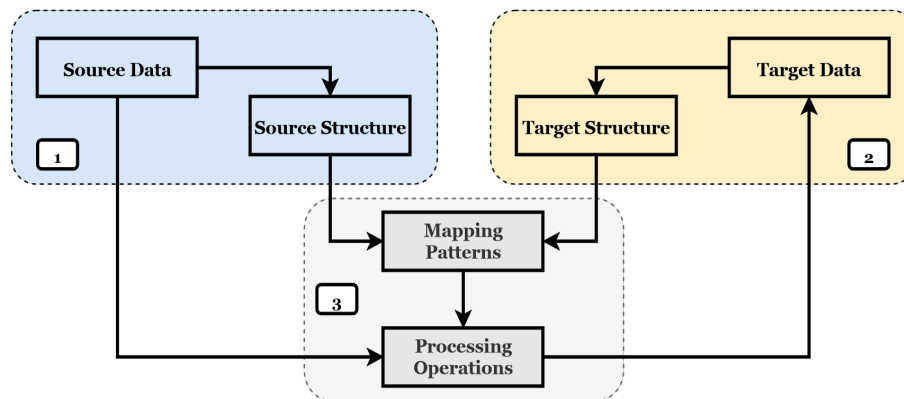 Source Data
Target Data
Source Structure
Target Structure
1
2
Mapping
Patterns
3
Processing
Operations